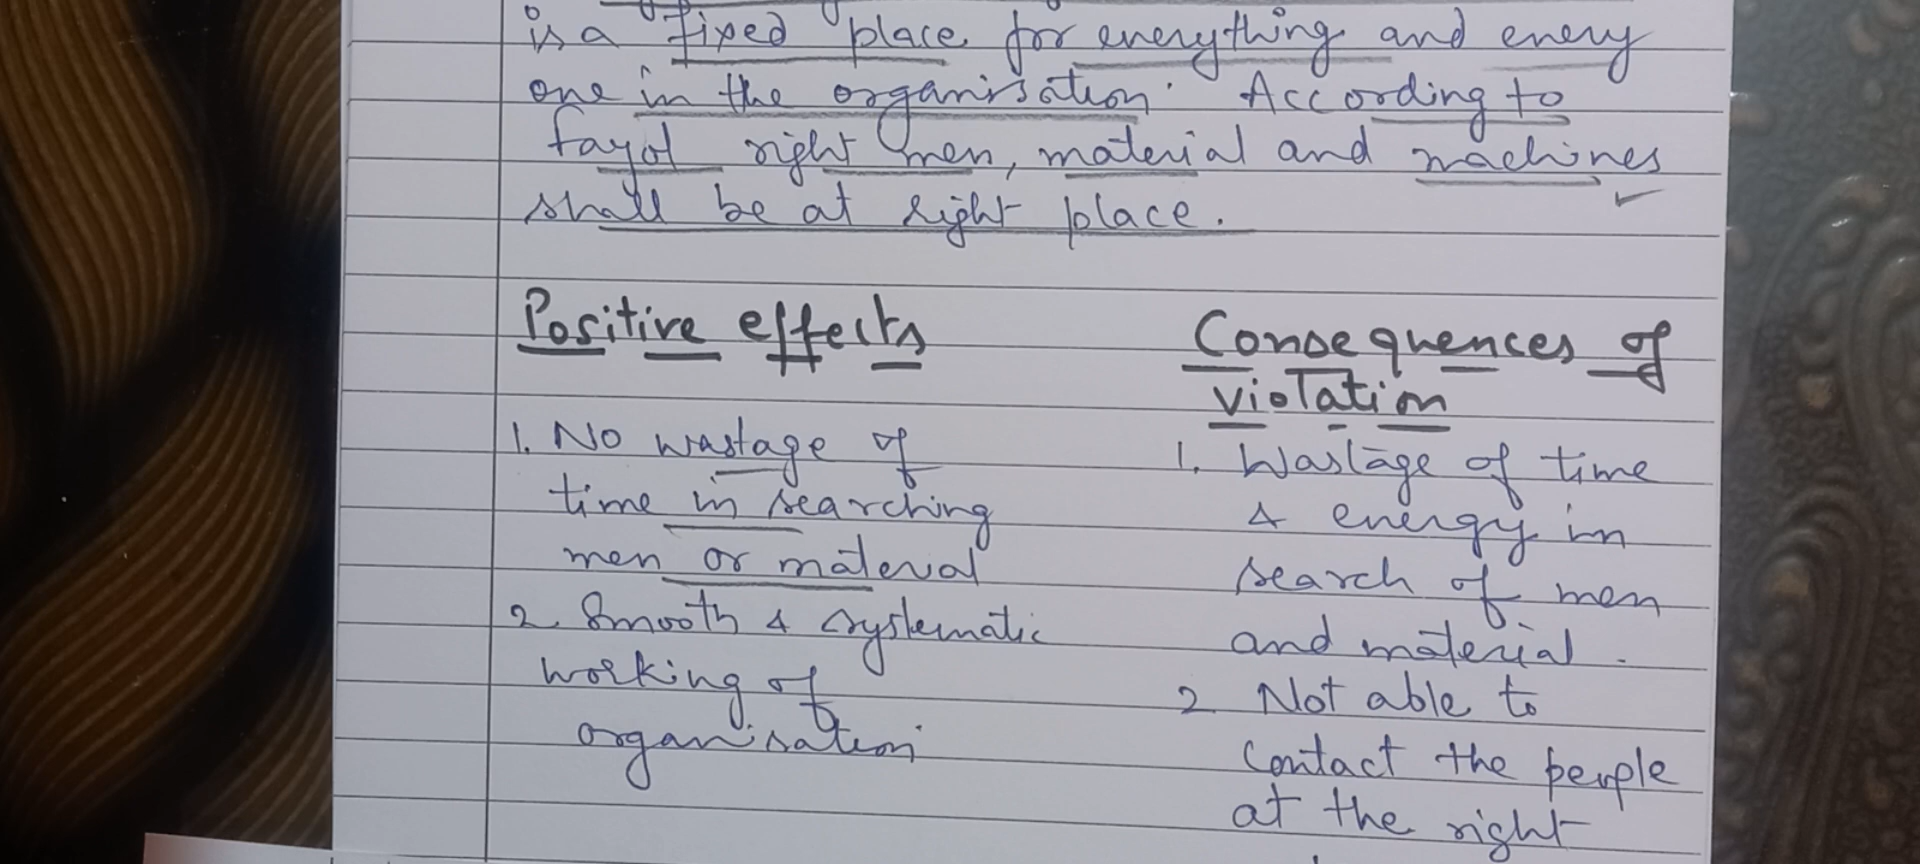 is a fixed place for everything and every
one in the organisation. According to
fayol right men, material and machines
shall be at right place.
Positive effects
1. No wastage of
time in searching
men or material
2 Smooth & systematic
working of
organisation
Consequences of
violation
1. Wastage of time
& energy in
search of men
and material.
2. Not able to
Contact the people
at the right